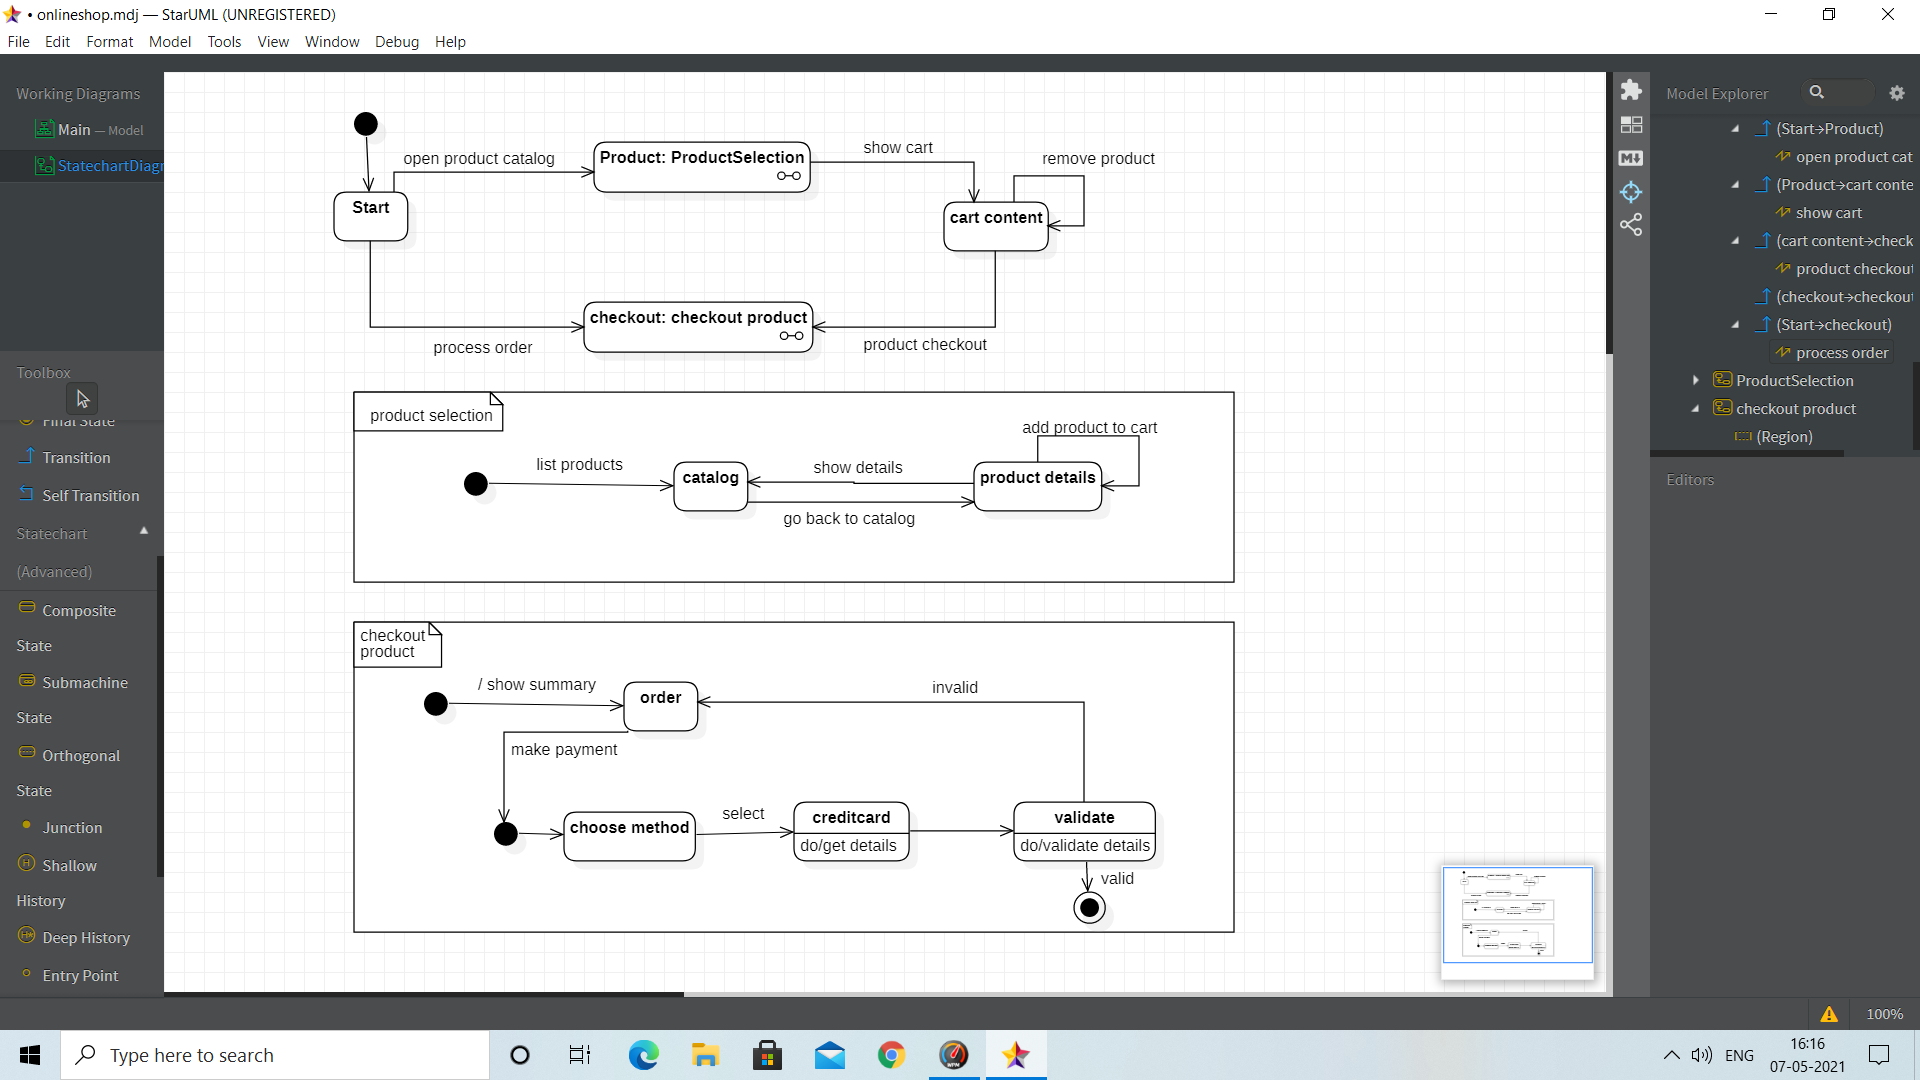 • onlineshop.mdj — StarUML (UNREGISTERED)
File Edit Format Model Tools View Window Debug Help
Working Diagrams
Main — Model
StatechartDiagr
Toolbox
Final State
Transition
Self Transition
Statechart
(Advanced)
Composite
State
Submachine
State
Orthogonal
State
Junction
Shallow
History
Deep History
Entry Point
open product catalog
Product: ProductSelection
show cart
remove product
Start
cart content
checkout: checkout product
process order
product checkout
product selection
add product to cart
list products
catalog
show details
product details
go back to catalog
checkout
product
/ show summary
order
invalid
make payment
choose method
select
creditcard
do/get details
validate
do/validate details
valid
Model Explorer
(Start→Product)
open product cat
(Product→cart conte
show cart
(cart content→check
product checkout
(checkout→checkout
(Start→checkout)
process order
ProductSelection
checkout product
(Region)
Editors
100%
Type here to search
ENG
16:16
07-05-2021